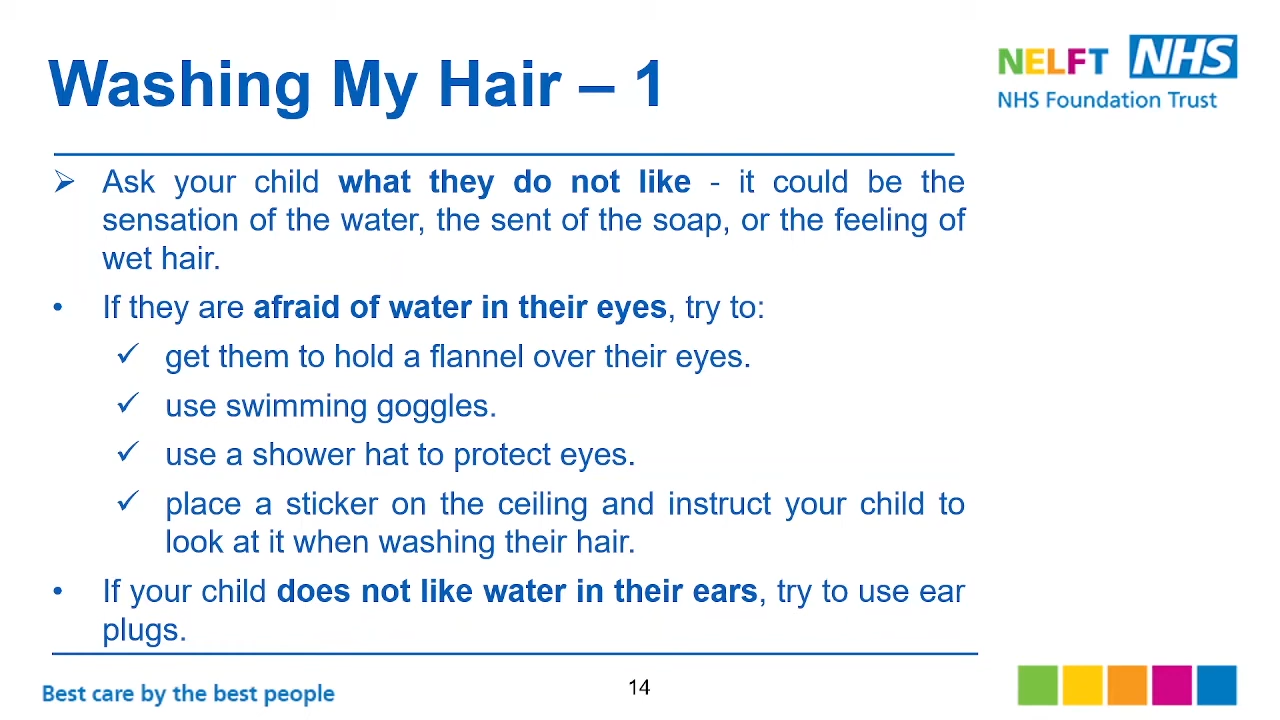 Washing My Hair – 1
NELFT NHS
NHS Foundation Trust
➢ Ask your child what they do not like - it could be the
sensation of the water, the sent of the soap, or the feeling of
wet hair.
• If they are afraid of water in their eyes, try to:
✓ get them to hold a flannel over their eyes.
✓ use swimming goggles.
✓ use a shower hat to protect eyes.
✓ place a sticker on the ceiling and instruct your child to
look at it when washing their hair.
• If your child does not like water in their ears, try to use ear
plugs.
Best care by the best people
14